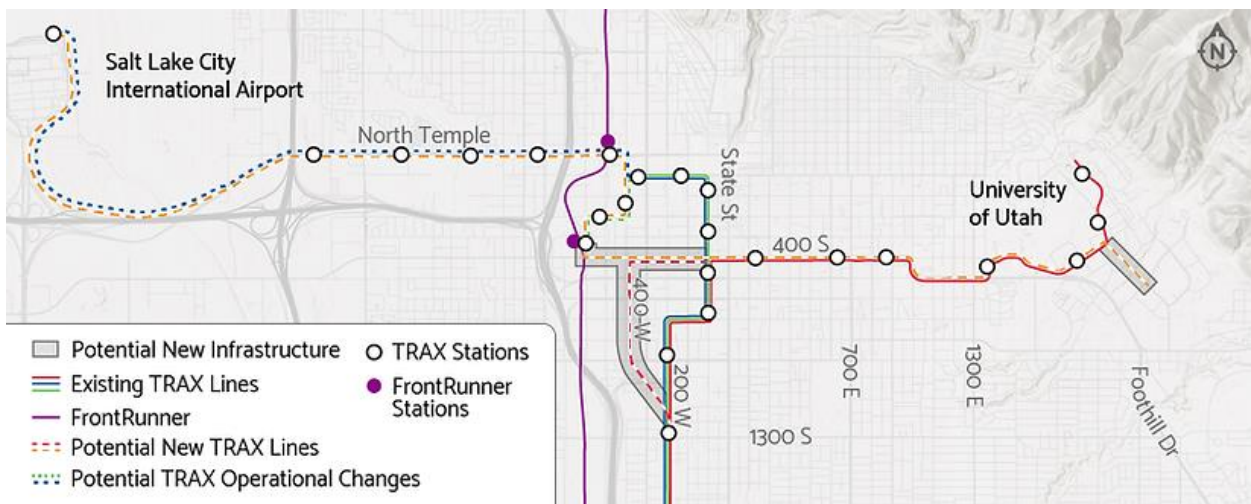 Salt Lake City
International Airport
North Temple
State St
N
University
of Utah
400 S
400 W
200 W
700 E
1300 E
Foothill Dr
1300 S
Potential New Infrastructure
Existing TRAX Lines
FrontRunner
Potential New TRAX Lines
Potential TRAX Operational Changes
TRAX Stations
FrontRunner
Stations